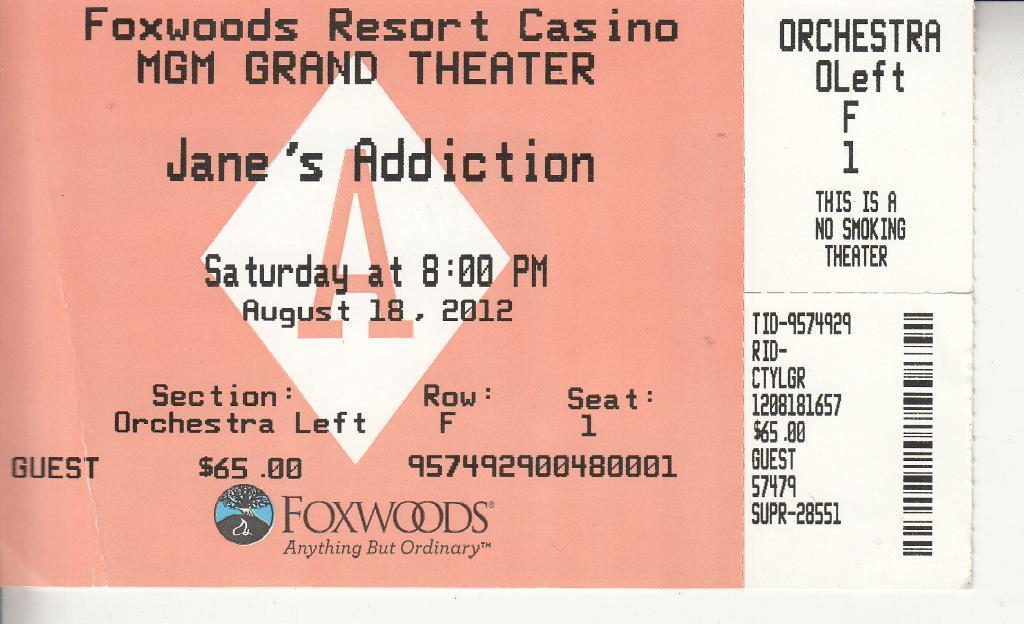 Foxwoods Resort Casino
MGM GRAND THEATER
Jane's Addiction
A
Saturday at 8:00 PM
August 18, 2012
Section: Row: Seat:
Orchestra Left F 1
GUEST $65.00 957492900480001
FOXWOODS®
Anything But Ordinary™
ORCHESTRA
OLeft
F
1
THIS IS A
NO SMOKING
THEATER
TID-9574929
RID-
CTYLGR
1208181657
$65.00
GUEST
57479
SUPR-28551